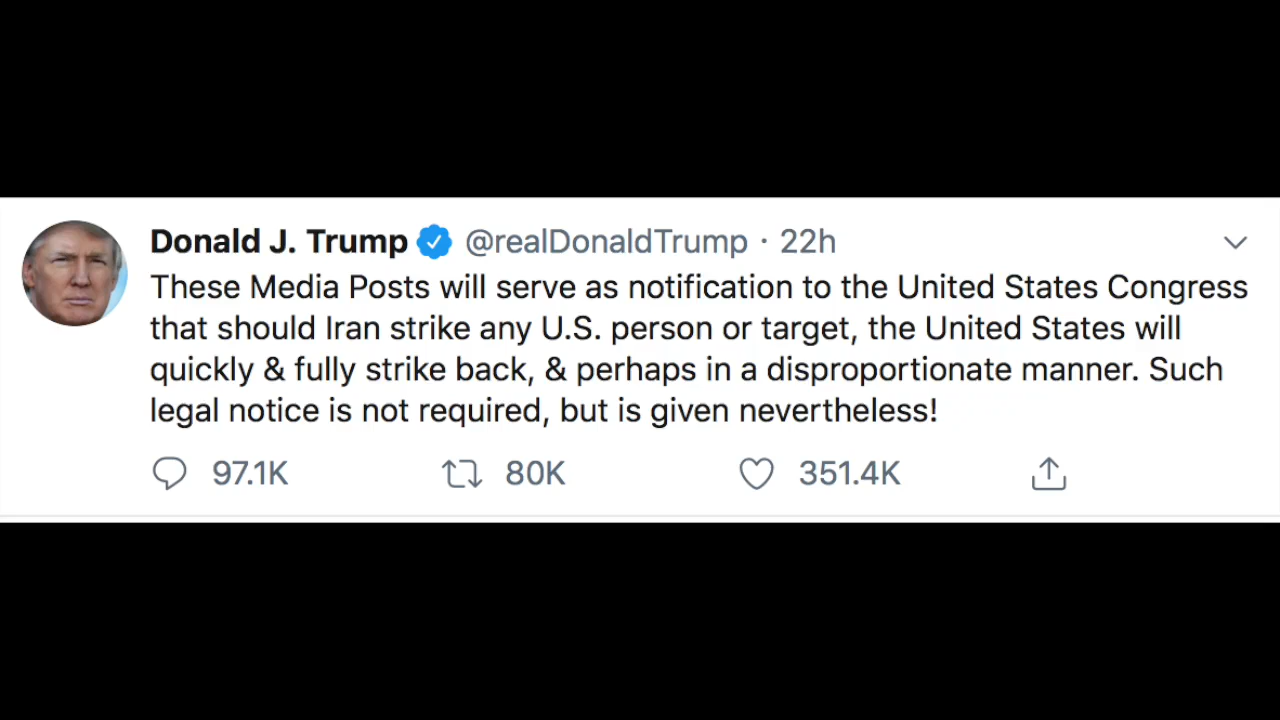 Donald J. Trump @realDonaldTrump · 22h
These Media Posts will serve as notification to the United States Congress
that should Iran strike any U.S. person or target, the United States will
quickly & fully strike back, & perhaps in a disproportionate manner. Such
legal notice is not required, but is given nevertheless!
97.1K 80K 351.4K